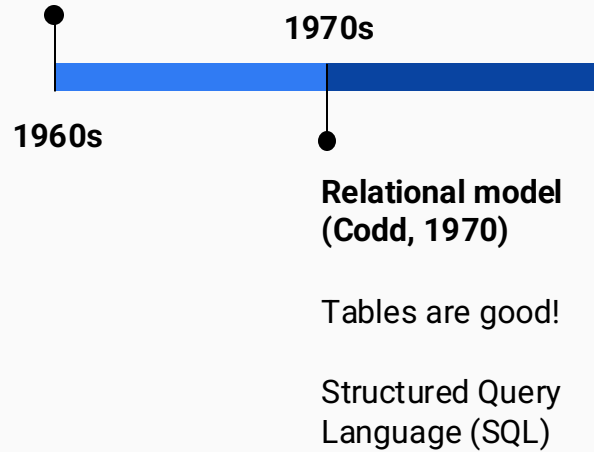 1970s
1960s
Relational model
(Codd, 1970)
Tables are good!
Structured Query
Language (SQL)